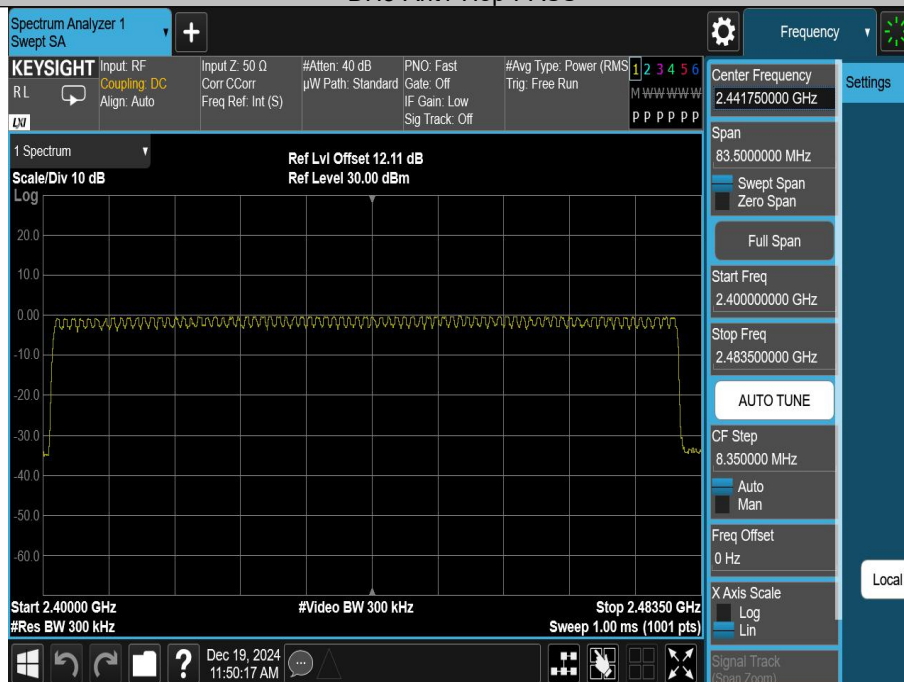 Spectrum Analyzer 1
Swept SA
Frequency
KEYSIGHT
RL
LXI
Input: RF
Coupling: DC
Align: Auto
Input Z: 50 Ω
Corr CCorr
Freq Ref: Int (S)
#Atten: 40 dB
µW Path: Standard
PNO: Fast
Gate: Off
IF Gain: Low
Sig Track: Off
#Avg Type: Power (RMS
Trig: Free Run
1 2 3 4 5 6
M W W W W W
P P P P P P
1 Spectrum
Scale/Div 10 dB
Ref Lvl Offset 12.11 dB
Ref Level 30.00 dBm
Log
20.0
10.0
0.00
-10.0
-20.0
-30.0
-40.0
-50.0
-60.0
Start 2.40000 GHz
#Res BW 300 kHz
#Video BW 300 kHz
Stop 2.48350 GHz
Sweep 1.00 ms (1001 pts)
?
Dec 19, 2024
11:50:17 AM
Center Frequency
2.441750000 GHz
Span
83.5000000 MHz
Swept Span
Zero Span
Full Span
Start Freq
2.400000000 GHz
Stop Freq
2.483500000 GHz
AUTO TUNE
CF Step
8.350000 MHz
Auto
Man
Freq Offset
0 Hz
X Axis Scale
Log
Lin
Signal Track
(Span Zoom)
Settings
Local